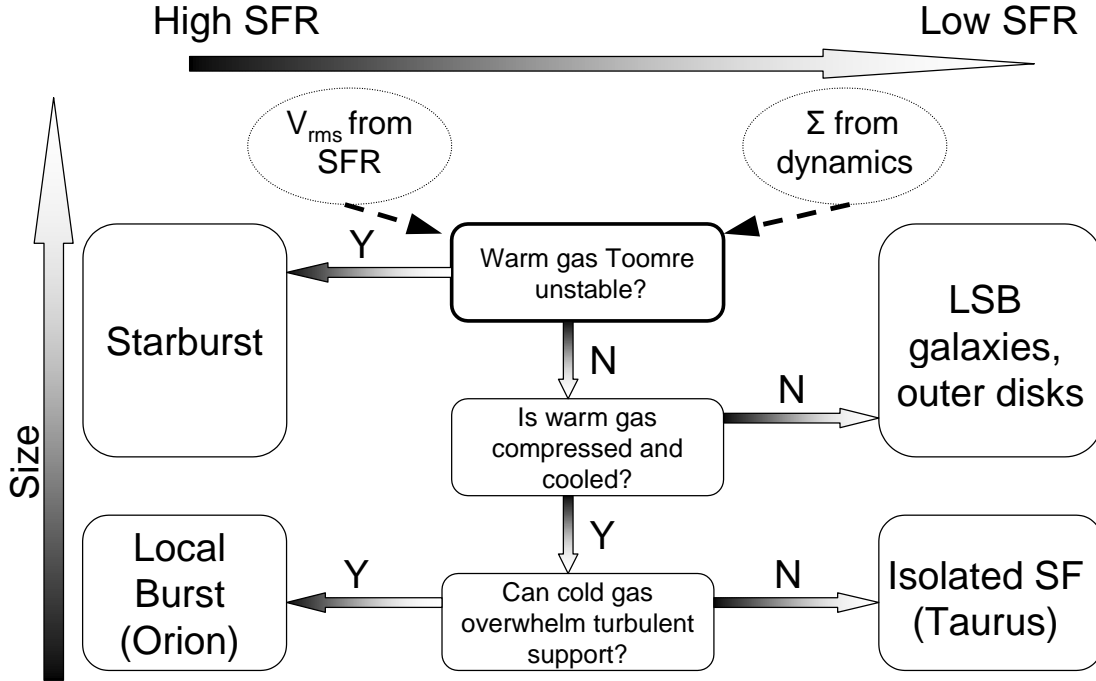 High SFR
Low SFR
V_rms from
SFR
Σ from
dynamics
Y
Warm gas Toomre
unstable?
Starburst
LSB
galaxies,
outer disks
N
N
Is warm gas
compressed and
cooled?
Size
Y
Local
Burst
(Orion)
Y
Can cold gas
overwhelm turbulent
support?
N
Isolated SF
(Taurus)